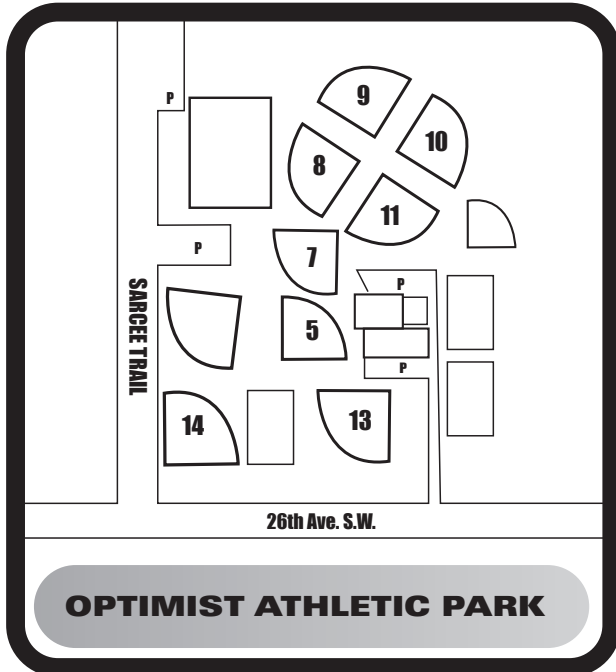 P
9
10
8
11
P
7
P
SARCEE TRAIL
5
P
14
13
26th Ave. S.W.
OPTIMIST ATHLETIC PARK